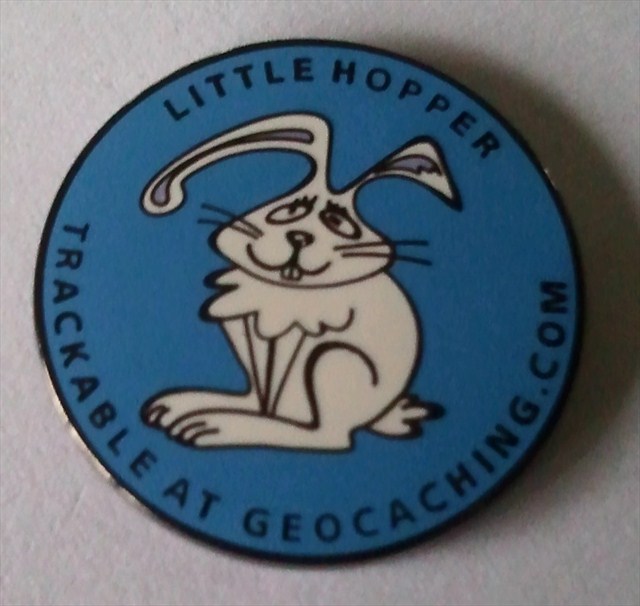 LITTLE HOPPER
TRACKABLE AT GEOCACHING.COM